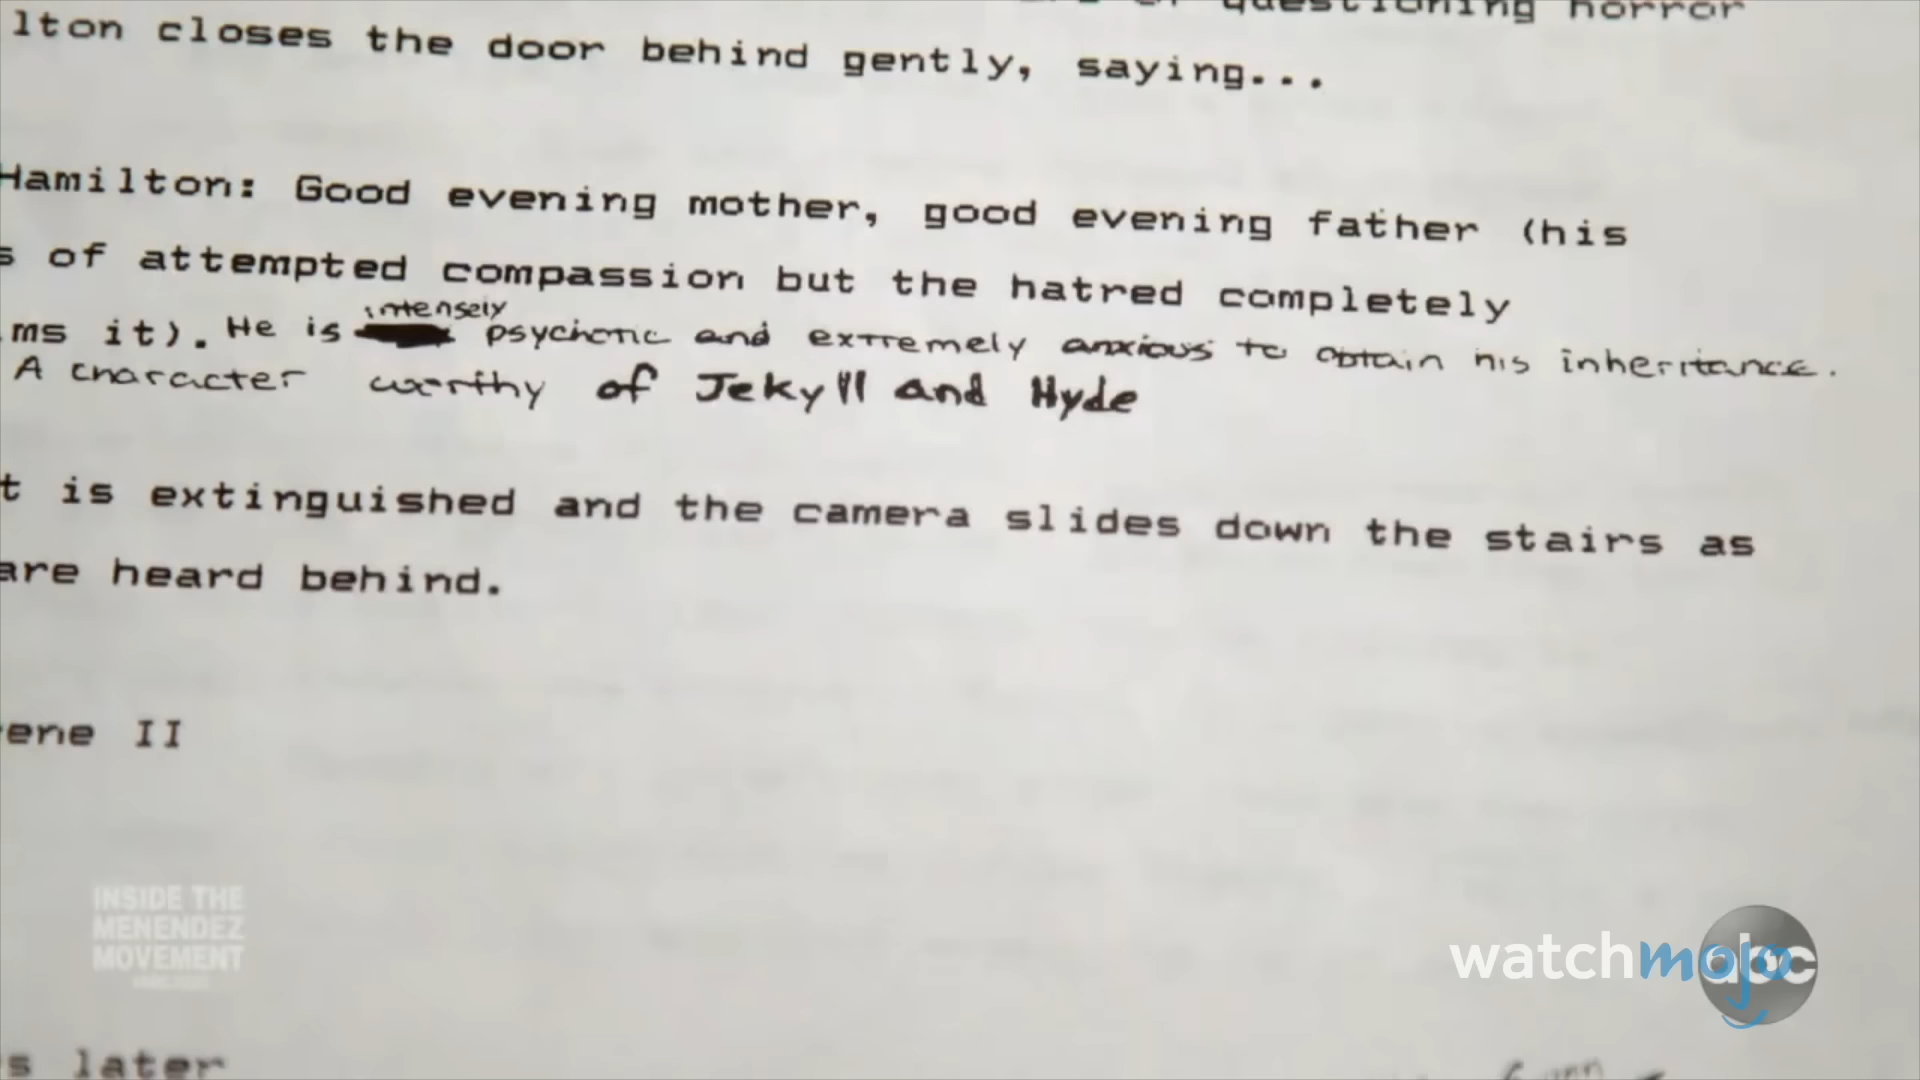 questioning horror
lton closes the door behind gently, saying...
Hamilton: Good evening mother, good evening father (his
s of attempted compassion but the hatred completely
intensely
ms it). He is psychotic and extremely anxious to obtain his inheritance.
A character worthy of Jekyll and Hyde
t is extinguished and the camera slides down the stairs as
are heard behind.
ene II
s later
INSIDE THE
MENENDEZ
MOVEMENT
watchmojo
abc